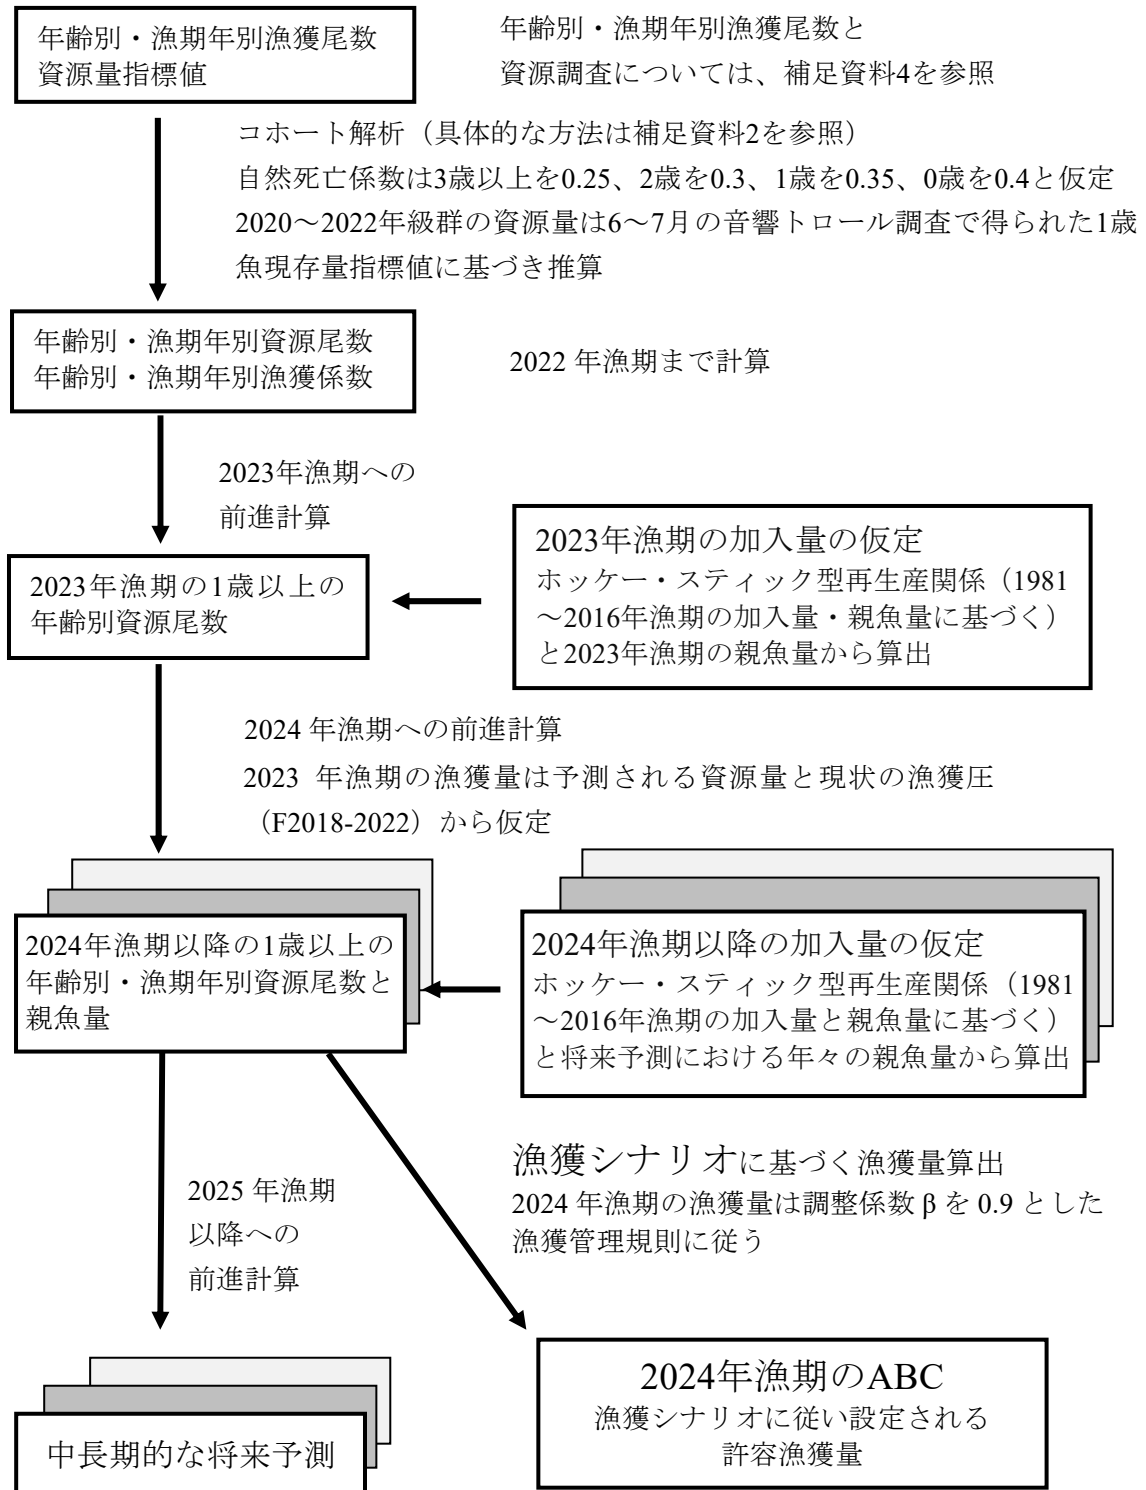 年齢別・漁期年別漁獲尾数
資源量指標値
年齢別・漁期年別漁獲尾数と
資源調査については、補足資料4を参照
コホート解析（具体的な方法は補足資料2を参照）
自然死亡係数は3歳以上を0.25、2歳を0.3、1歳を0.35、0歳を0.4と仮定
2020～2022年級群の資源量は6～7月の音響トロール調査で得られた1歳
魚現存量指標値に基づき推算
年齢別・漁期年別資源尾数
年齢別・漁期年別漁獲係数
2022 年漁期まで計算
2023年漁期への
前進計算
2023年漁期の加入量の仮定
ホッケー・スティック型再生産関係（1981
～2016年漁期の加入量・親魚量に基づく）
と2023年漁期の親魚量から算出
2023年漁期の1歳以上の
年齢別資源尾数
2024 年漁期への前進計算
2023 年漁期の漁獲量は予測される資源量と現状の漁獲圧
（F2018-2022）から仮定
2024年漁期以降の1歳以上の
年齢別・漁期年別資源尾数と
親魚量
2024年漁期以降の加入量の仮定
ホッケー・スティック型再生産関係（1981
～2016年漁期の加入量と親魚量に基づく）
と将来予測における年々の親魚量から算出
漁獲シナリオに基づく漁獲量算出
2024 年漁期の漁獲量は調整係数 β を 0.9 とした
漁獲管理規則に従う
2025 年漁期
以降への
前進計算
2024年漁期のABC
漁獲シナリオに従い設定される
許容漁獲量
中長期的な将来予測